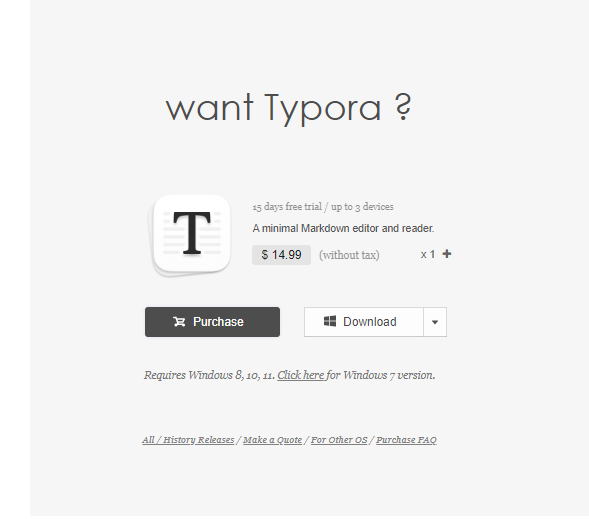 want Typora ?
15 days free trial / up to 3 devices
T
A minimal Markdown editor and reader.
$ 14.99 (without tax) x 1 +
Purchase Download
Requires Windows 8, 10, 11. Click here for Windows 7 version.
All / History Releases / Make a Quote / For Other OS / Purchase FAQ